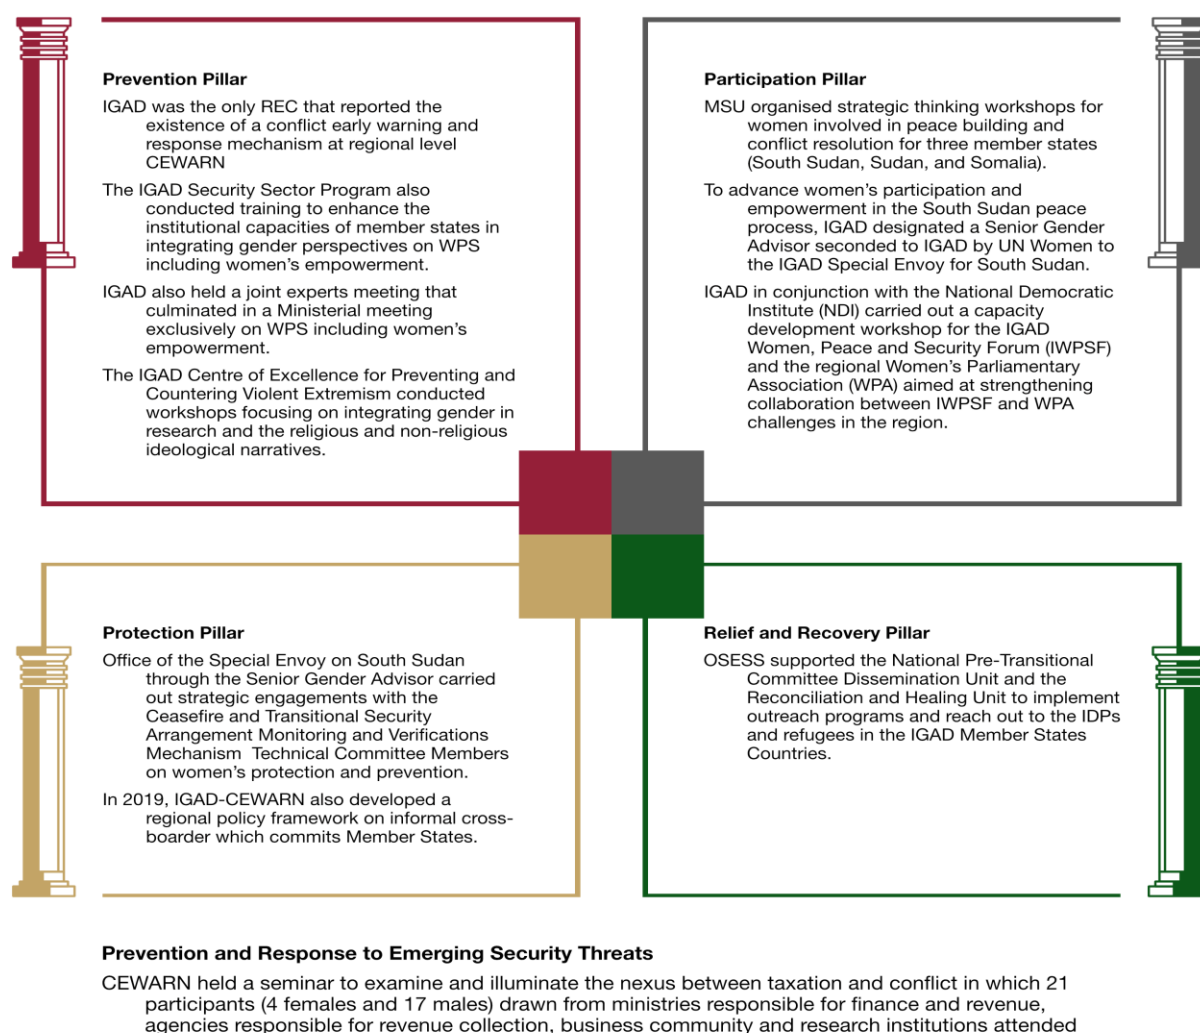 Prevention Pillar
IGAD was the only REC that reported the
existence of a conflict early warning and
response mechanism at regional level
CEWARN
The IGAD Security Sector Program also
conducted training to enhance the
institutional capacities of member states in
integrating gender perspectives on WPS
including women's empowerment.
IGAD also held a joint experts meeting that
culminated in a Ministerial meeting
exclusively on WPS including women's
empowerment.
The IGAD Centre of Excellence for Preventing and
Countering Violent Extremism conducted
workshops focusing on integrating gender in
research and the religious and non-religious
ideological narratives.
Participation Pillar
MSU organised strategic thinking workshops for
women involved in peace building and
conflict resolution for three member states
(South Sudan, Sudan, and Somalia).
To advance women's participation and
empowerment in the South Sudan peace
process, IGAD designated a Senior Gender
Advisor seconded to IGAD by UN Women to
the IGAD Special Envoy for South Sudan.
IGAD in conjunction with the National Democratic
Institute (NDI) carried out a capacity
development workshop for the IGAD
Women, Peace and Security Forum (IWPSF)
and the regional Women's Parliamentary
Association (WPA) aimed at strengthening
collaboration between IWPSF and WPA
challenges in the region.
Protection Pillar
Office of the Special Envoy on South Sudan
through the Senior Gender Advisor carried
out strategic engagements with the
Ceasefire and Transitional Security
Arrangement Monitoring and Verifications
Mechanism Technical Committee Members
on women's protection and prevention.
In 2019, IGAD-CEWARN also developed a
regional policy framework on informal cross-
boarder which commits Member States.
Relief and Recovery Pillar
OSESS supported the National Pre-Transitional
Committee Dissemination Unit and the
Reconciliation and Healing Unit to implement
outreach programs and reach out to the IDPs
and refugees in the IGAD Member States
Countries.
Prevention and Response to Emerging Security Threats
CEWARN held a seminar to examine and illuminate the nexus between taxation and conflict in which 21
participants (4 females and 17 males) drawn from ministries responsible for finance and revenue,
agencies responsible for revenue collection, business community and research institutions attended